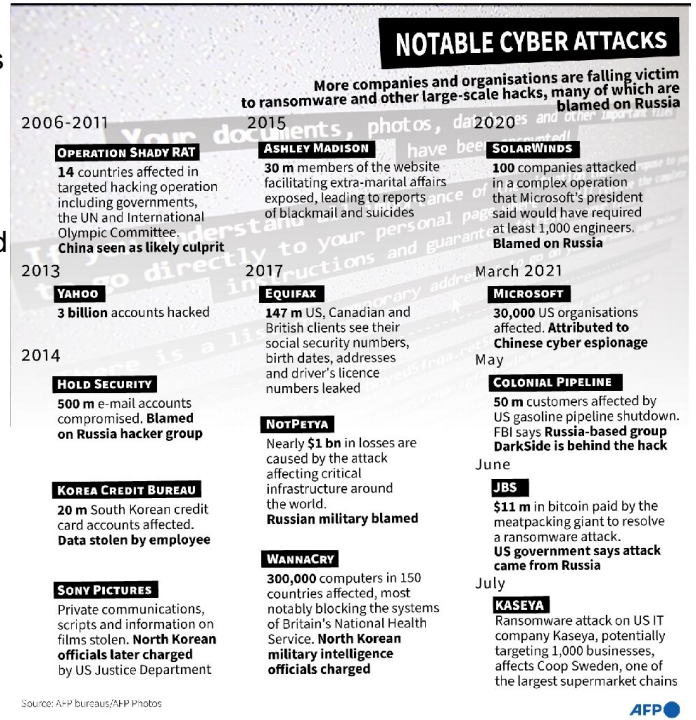 NOTABLE CYBER ATTACKS
More companies and organisations are falling victim
to ransomware and other large-scale hacks, many of which are
blamed on Russia
2006-2011
OPERATION SHADY RAT
14 countries affected in
targeted hacking operation
including governments,
the UN and International
Olympic Committee.
China seen as likely culprit
2013
YAHOO
3 billion accounts hacked
2014
HOLD SECURITY
500 m e-mail accounts
compromised. Blamed
on Russia hacker group
KOREA CREDIT BUREAU
20 m South Korean credit
card accounts affected.
Data stolen by employee
SONY PICTURES
Private communications,
scripts and information on
films stolen. North Korean
officials later charged
by US Justice Department
2015
ASHLEY MADISON
30 m members of the website
facilitating extra-marital affairs
exposed, leading to reports
of blackmail and suicides
2017
EQUIFAX
147 m US, Canadian and
British clients see their
social security numbers,
birth dates, addresses
and driver's licence
numbers leaked
NOTPETYA
Nearly $1 bn in losses are
caused by the attack
affecting critical
infrastructure around
the world.
Russian military blamed
WANNACRY
300,000 computers in 150
countries affected, most
notably blocking the systems
of Britain's National Health
Service. North Korean
military intelligence
officials charged
2020
SOLARWINDS
100 companies attacked
in a complex operation
that Microsoft's president
said would have required
at least 1,000 engineers.
Blamed on Russia
March 2021
MICROSOFT
30,000 US organisations
affected. Attributed to
Chinese cyber espionage
May
COLONIAL PIPELINE
50 m customers affected by
US gasoline pipeline shutdown.
FBI says Russia-based group
DarkSide is behind the hack
June
JBS
$11 m in bitcoin paid by the
meatpacking giant to resolve
a ransomware attack.
US government says attack
came from Russia
July
KASEYA
Ransomware attack on US IT
company Kaseya, potentially
targeting 1,000 businesses,
affects Coop Sweden, one of
the largest supermarket chains
Source: AFP bureaus/AFP Photos
AFP